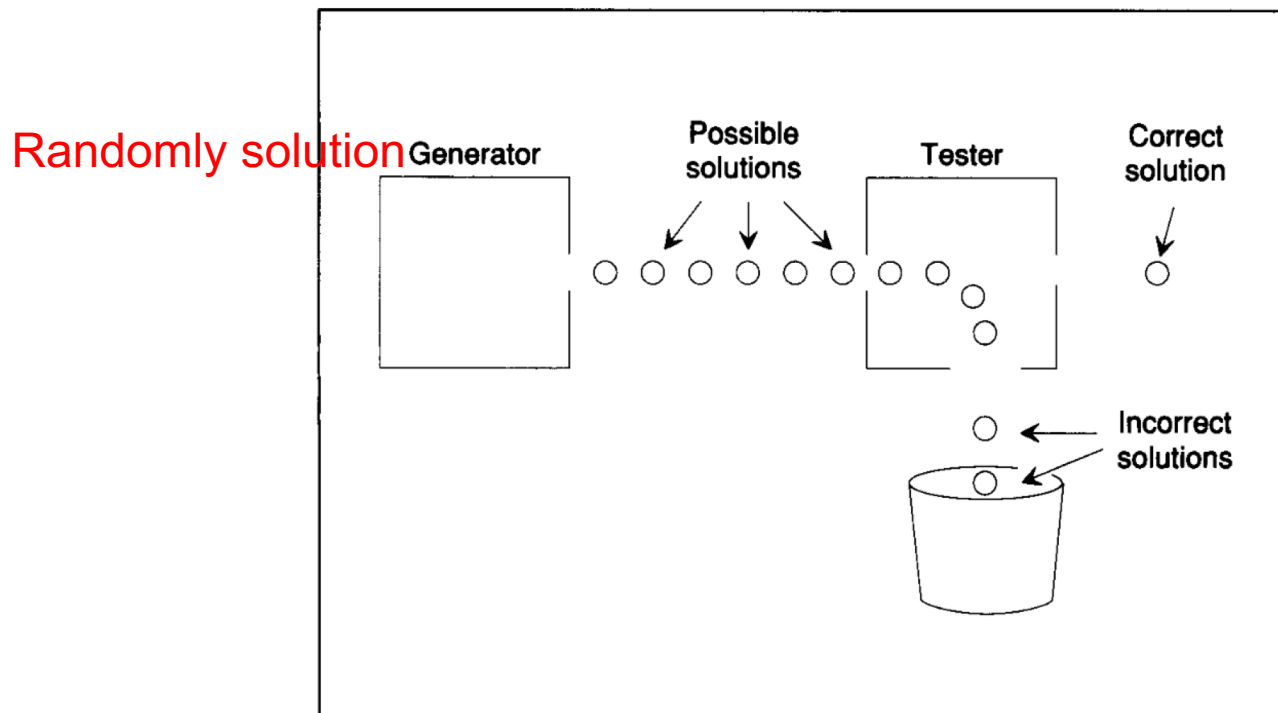 Randomly solution
Generator
Possible
solutions
Tester
Correct
solution
Incorrect
solutions